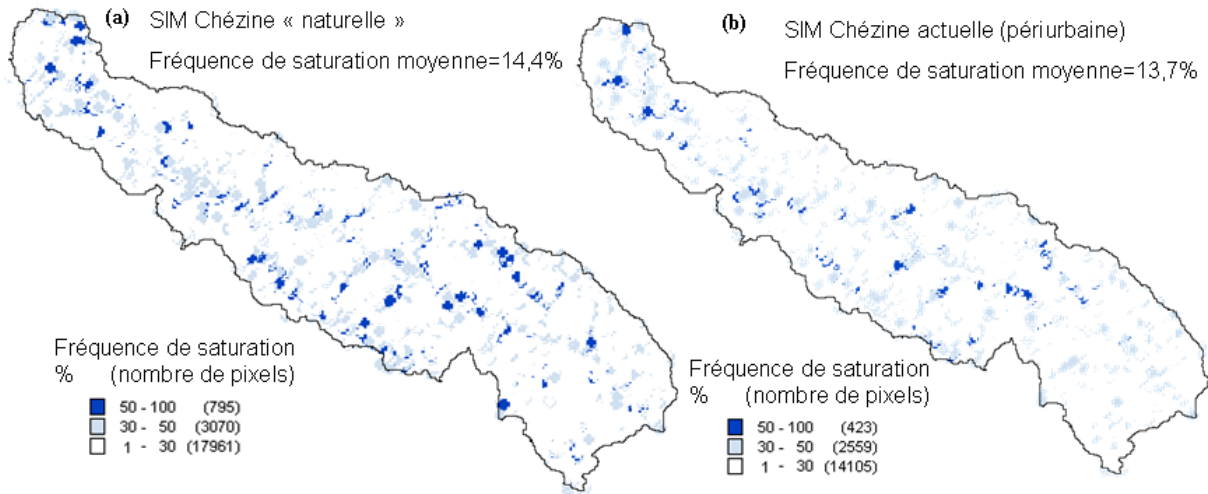 (a) SIM Chézine « naturelle »
Fréquence de saturation moyenne=14,4%
Fréquence de saturation
% (nombre de pixels)
50 - 100 (795)
30 - 50 (3070)
1 - 30 (17961)
(b) SIM Chézine actuelle (périurbaine)
Fréquence de saturation moyenne=13,7%
Fréquence de saturation
% (nombre de pixels)
50 - 100 (423)
30 - 50 (2559)
1 - 30 (14105)